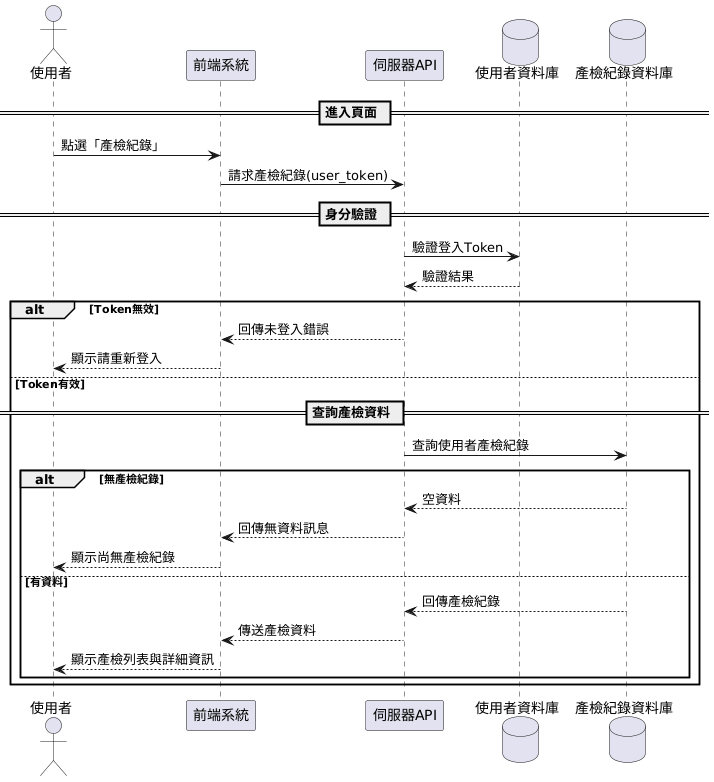 使用者
前端系統
伺服器API
使用者資料庫
產檢紀錄資料庫
進入頁面
點選「產檢紀錄」
請求產檢紀錄(user_token)
身分驗證
驗證登入Token
驗證結果
alt [Token無效]
回傳未登入錯誤
顯示請重新登入
[Token有效]
查詢產檢資料
查詢使用者產檢紀錄
alt [無產檢紀錄]
空資料
回傳無資料訊息
顯示尚無產檢紀錄
[有資料]
回傳產檢紀錄
傳送產檢資料
顯示產檢列表與詳細資訊
使用者
前端系統
伺服器API
使用者資料庫
產檢紀錄資料庫